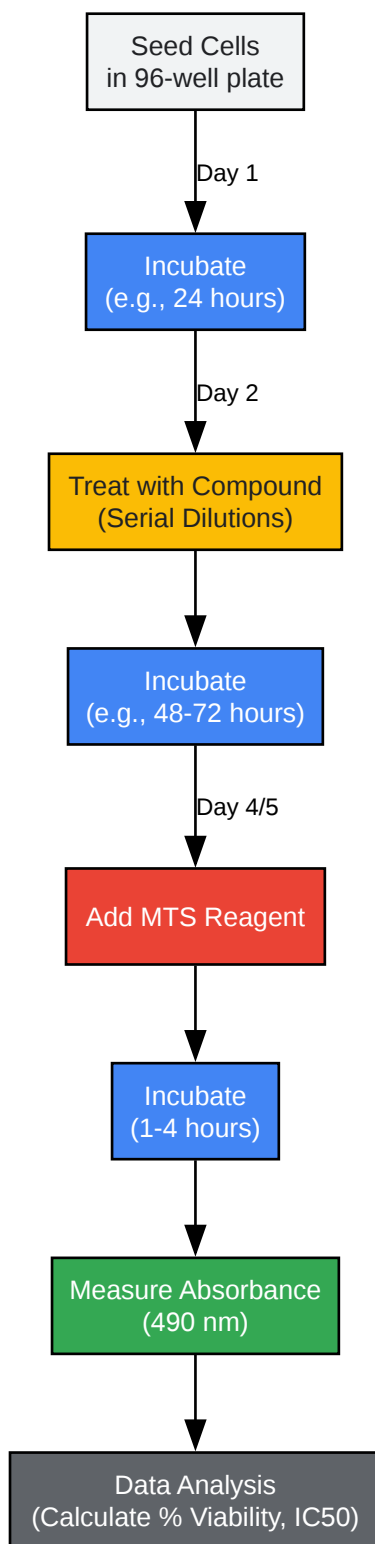 Seed Cells
in 96-well plate
Day 1
Incubate
(e.g., 24 hours)
Day 2
Treat with Compound
(Serial Dilutions)
Incubate
(e.g., 48-72 hours)
Day 4/5
Add MTS Reagent
Incubate
(1-4 hours)
Measure Absorbance
(490 nm)
Data Analysis
(Calculate % Viability, IC50)